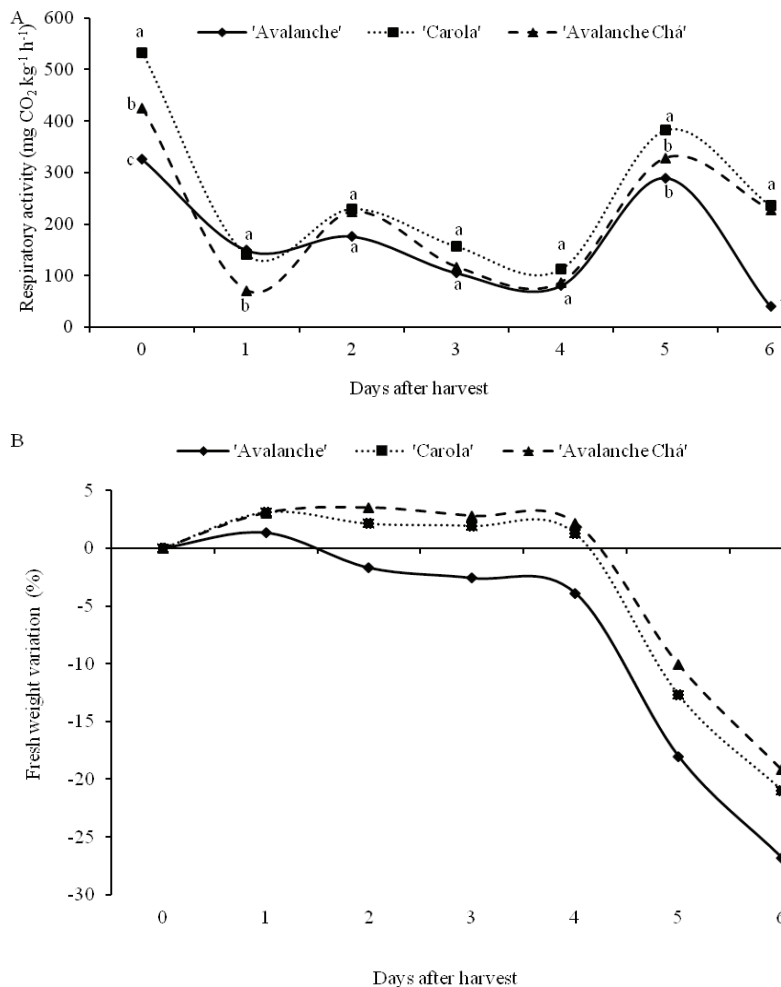 A
'Avalanche' 'Carola' 'Avalanche Chá'
Respiratory activity (mg CO₂ kg⁻¹ h⁻¹)
600
500
400
300
200
100
0
a
b
c
a
b
a
a
a
a
a
a
a
b
b
a
0 1 2 3 4 5 6
Days after harvest
B
'Avalanche' 'Carola' 'Avalanche Chá'
Fresh weight variation (%)
5
0
-5
-10
-15
-20
-25
-30
0 1 2 3 4 5 6
Days after harvest